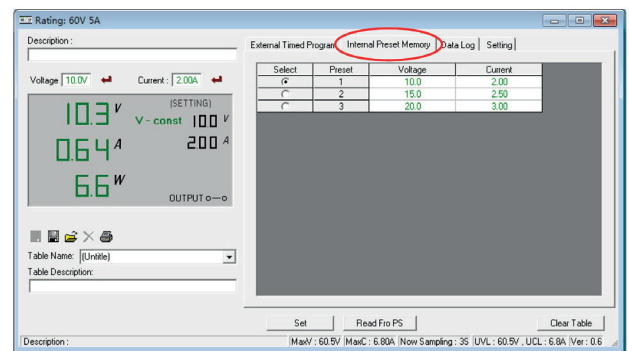 Rating: 60V 5A
Description :
External Timed Program Internal Preset Memory Data Log Setting
Voltage 10.0V Current : 2.00A
Select Preset Voltage Current
1 10.0 2.00
2 15.0 2.50
3 20.0 3.00
10.3 V (SETTING)
V - const 10.0 V
0.64 A 2.00 A
6.6 W
OUTPUT
Table Name: (Untitle)
Table Description:
Set Read Fro PS Clear Table
Description : MaxV : 60.5V MaxC : 6.80A Now Sampling : 3S UVL : 60.5V , UCL : 6.8A Ver : 0.6